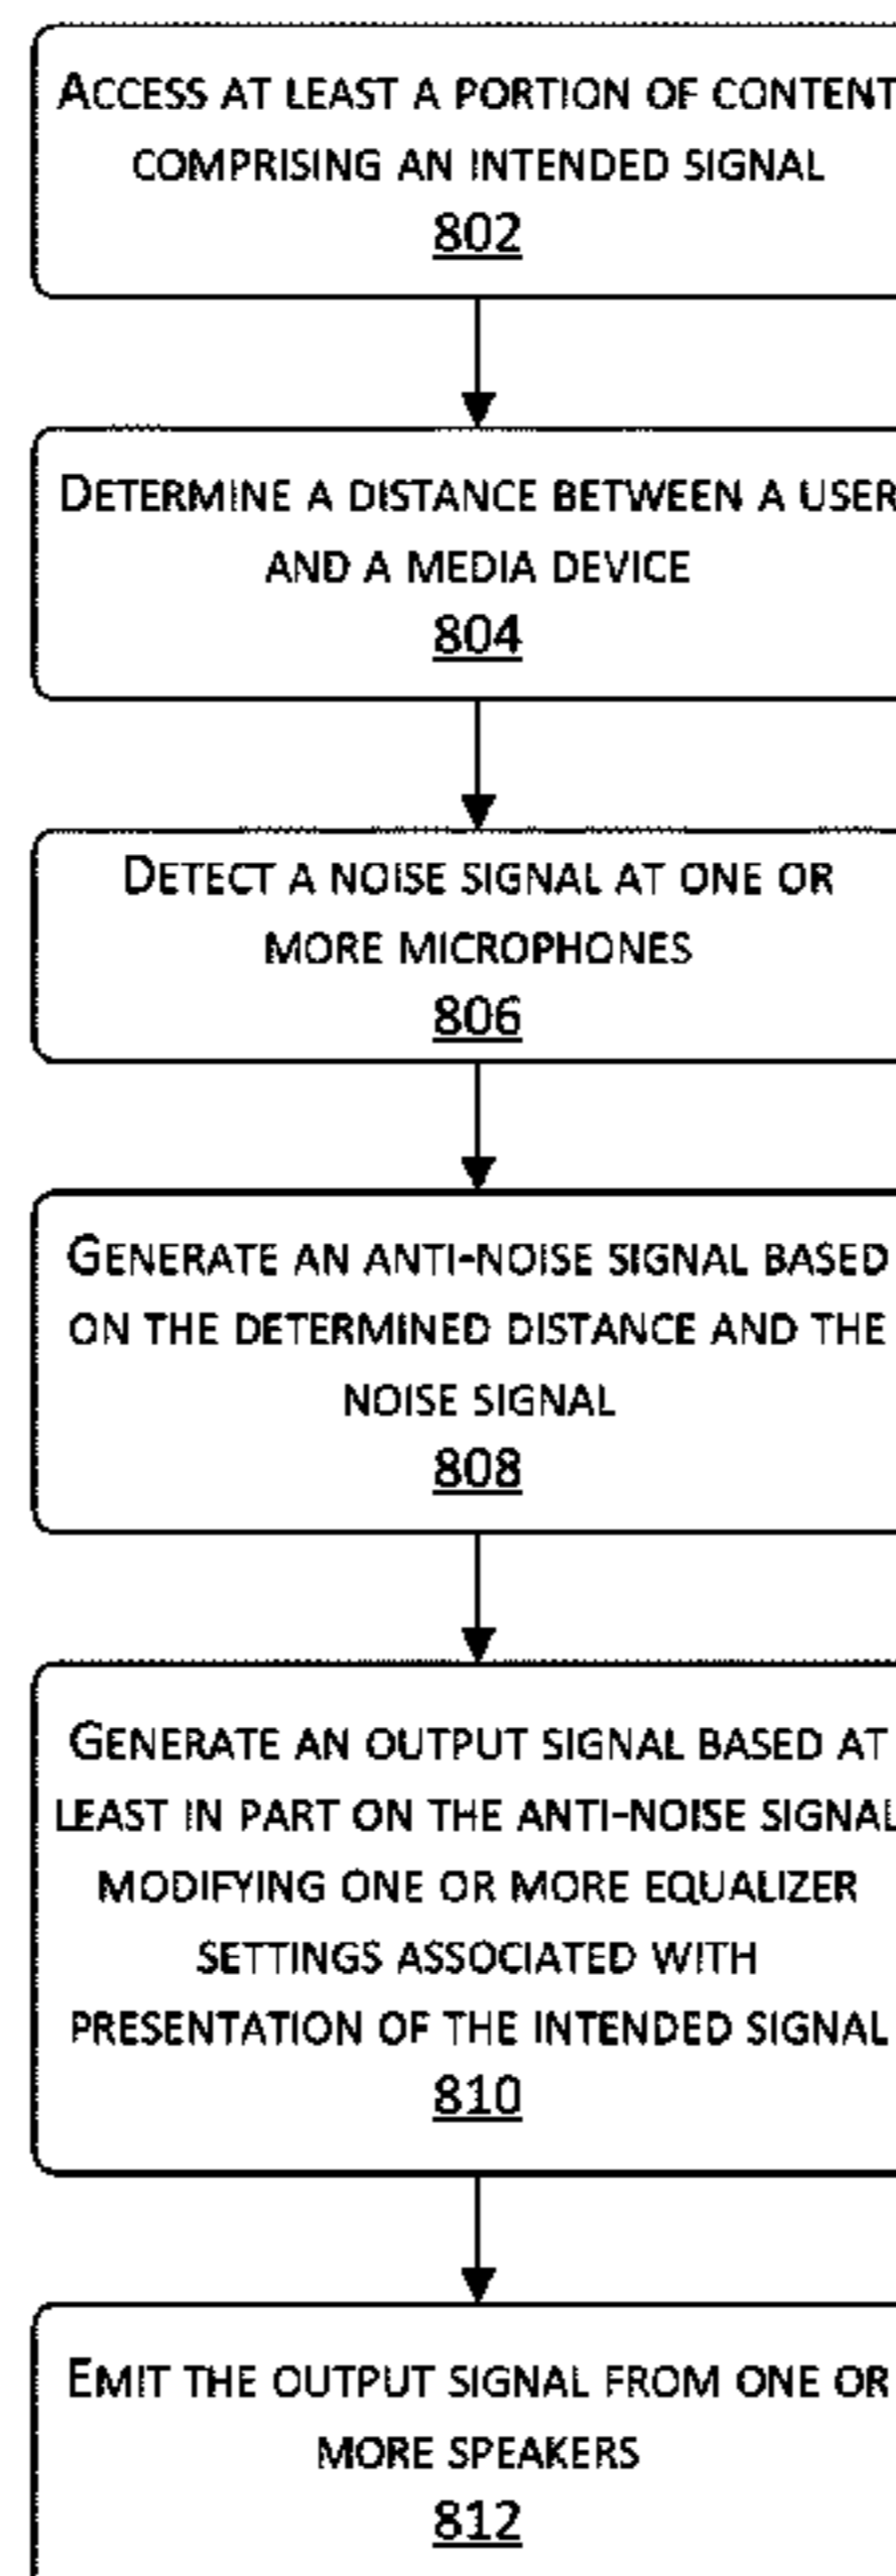 ACCESS AT LEAST A PORTION OF CONTENT
COMPRISING AN INTENDED SIGNAL
802
DETERMINE A DISTANCE BETWEEN A USER
AND A MEDIA DEVICE
804
DETECT A NOISE SIGNAL AT ONE OR
MORE MICROPHONES
806
GENERATE AN ANTI-NOISE SIGNAL BASED
ON THE DETERMINED DISTANCE AND THE
NOISE SIGNAL
808
GENERATE AN OUTPUT SIGNAL BASED AT
LEAST IN PART ON THE ANTI-NOISE SIGNAL
MODIFYING ONE OR MORE EQUALIZER
SETTINGS ASSOCIATED WITH
PRESENTATION OF THE INTENDED SIGNAL
810
EMIT THE OUTPUT SIGNAL FROM ONE OR
MORE SPEAKERS
812